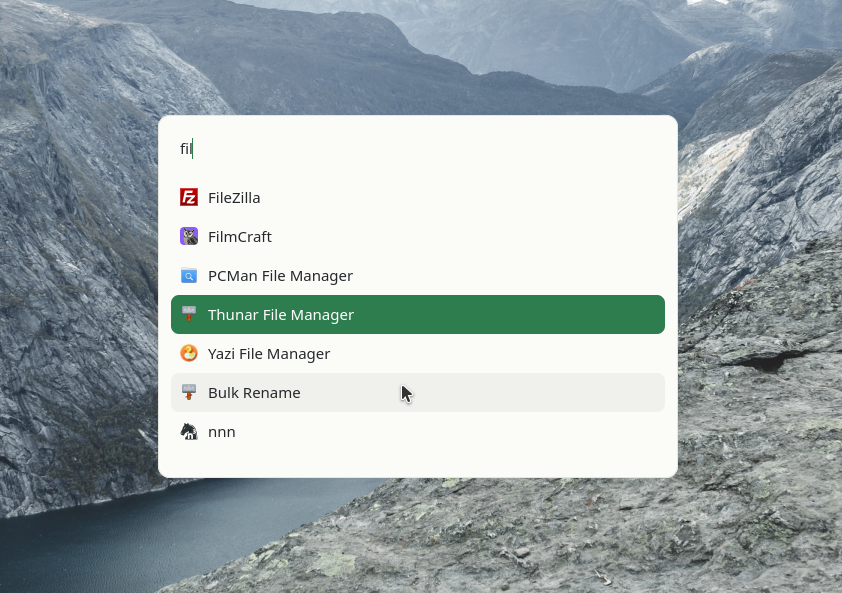 fil
FileZilla
FilmCraft
PCMan File Manager
Thunar File Manager
Yazi File Manager
Bulk Rename
nnn